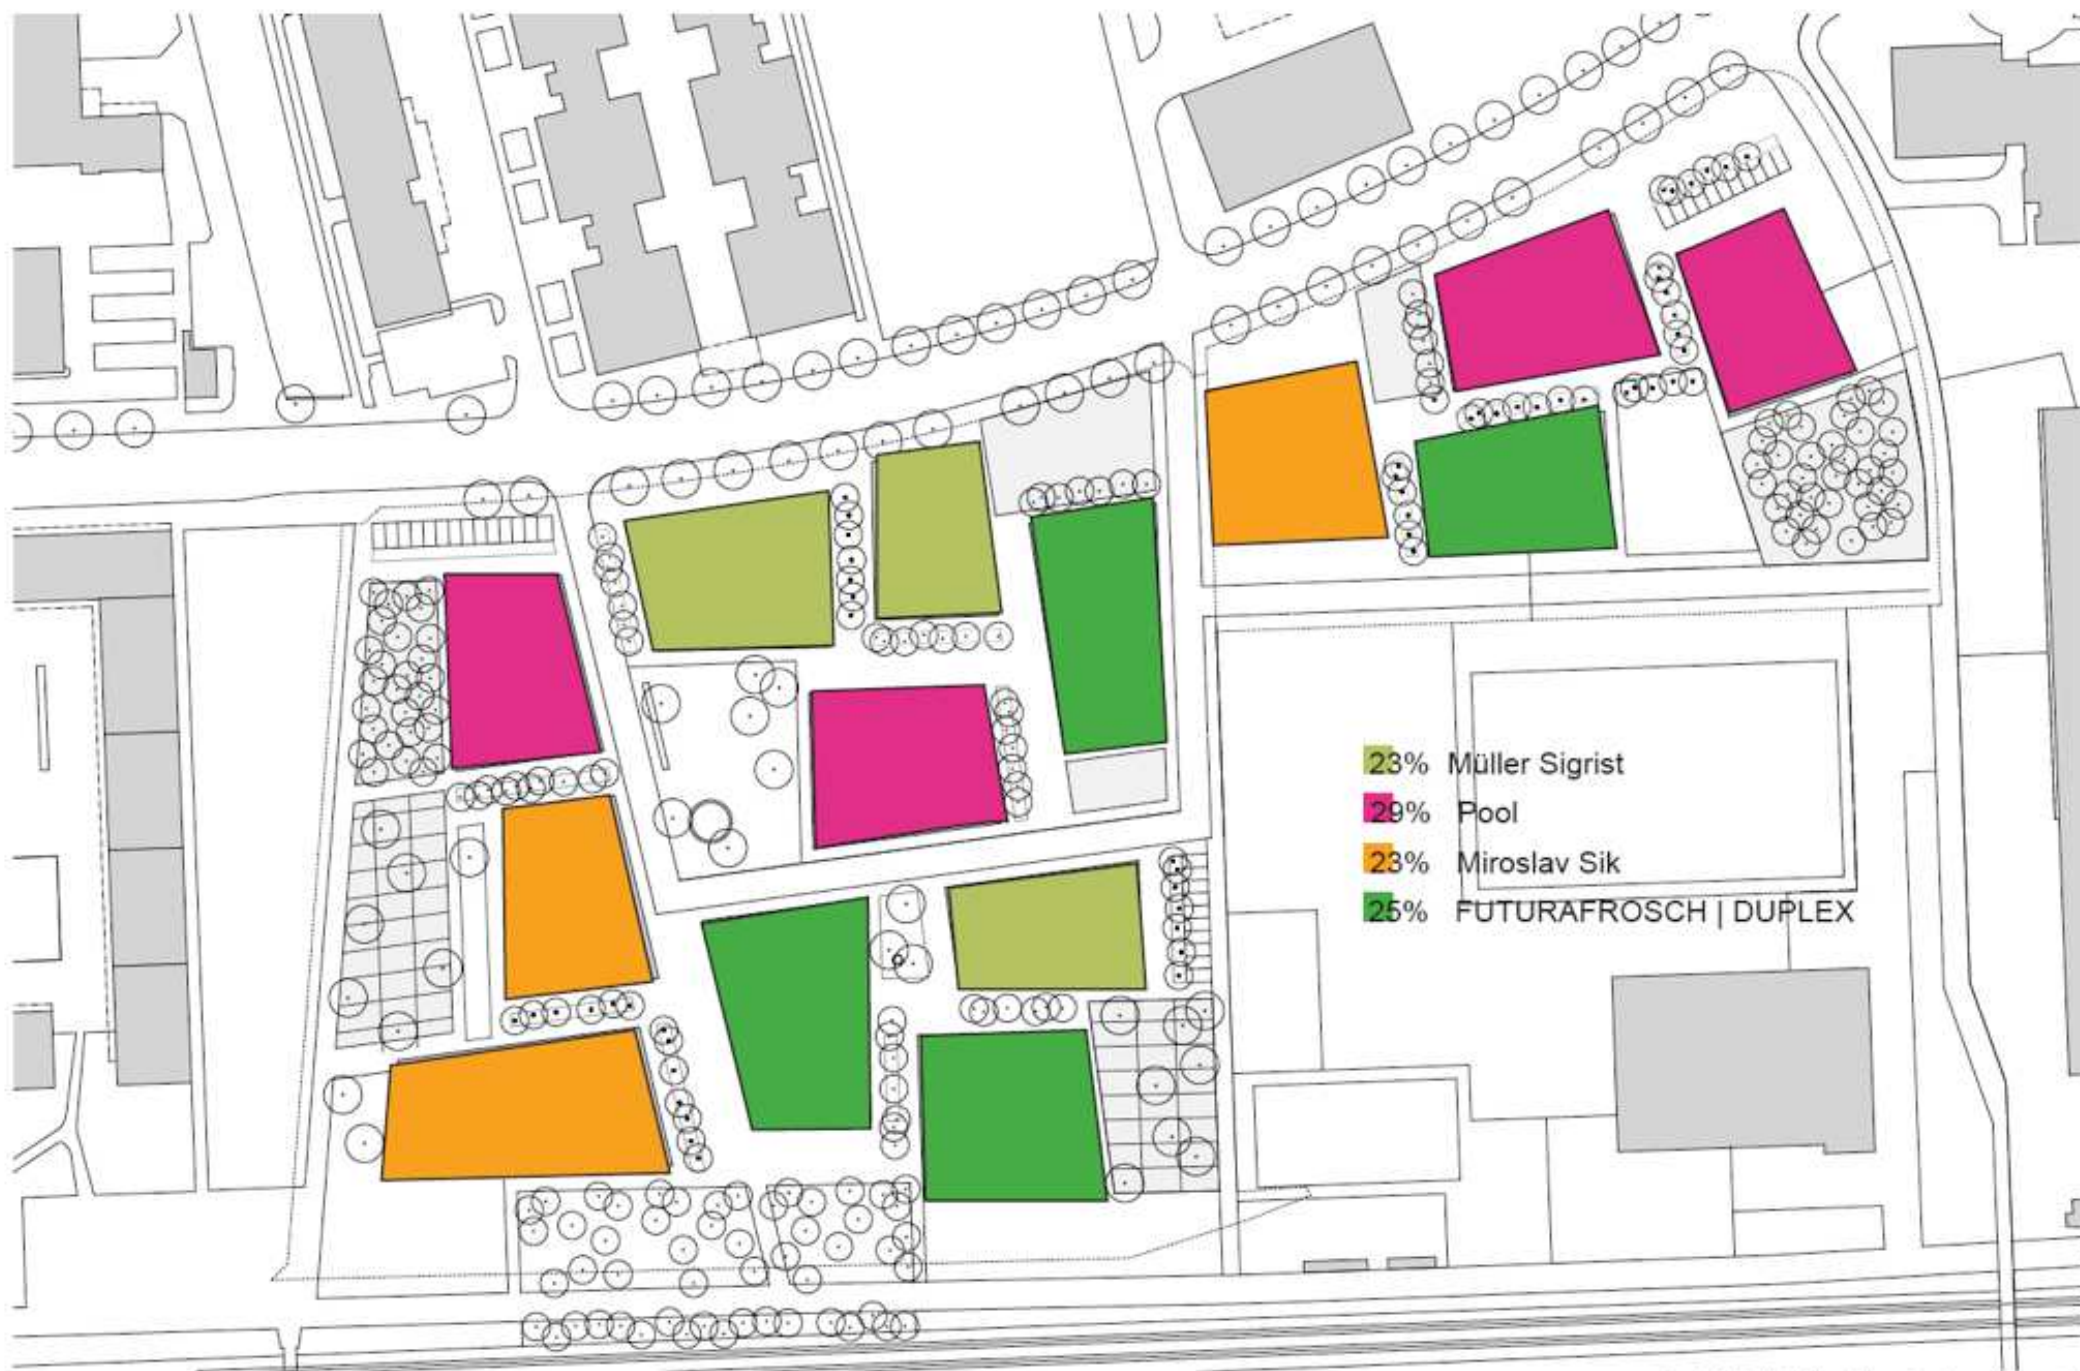 23% Müller Sigrist
29% Pool
23% Miroslav Sik
25% FUTURAFROSCH | DUPLEX